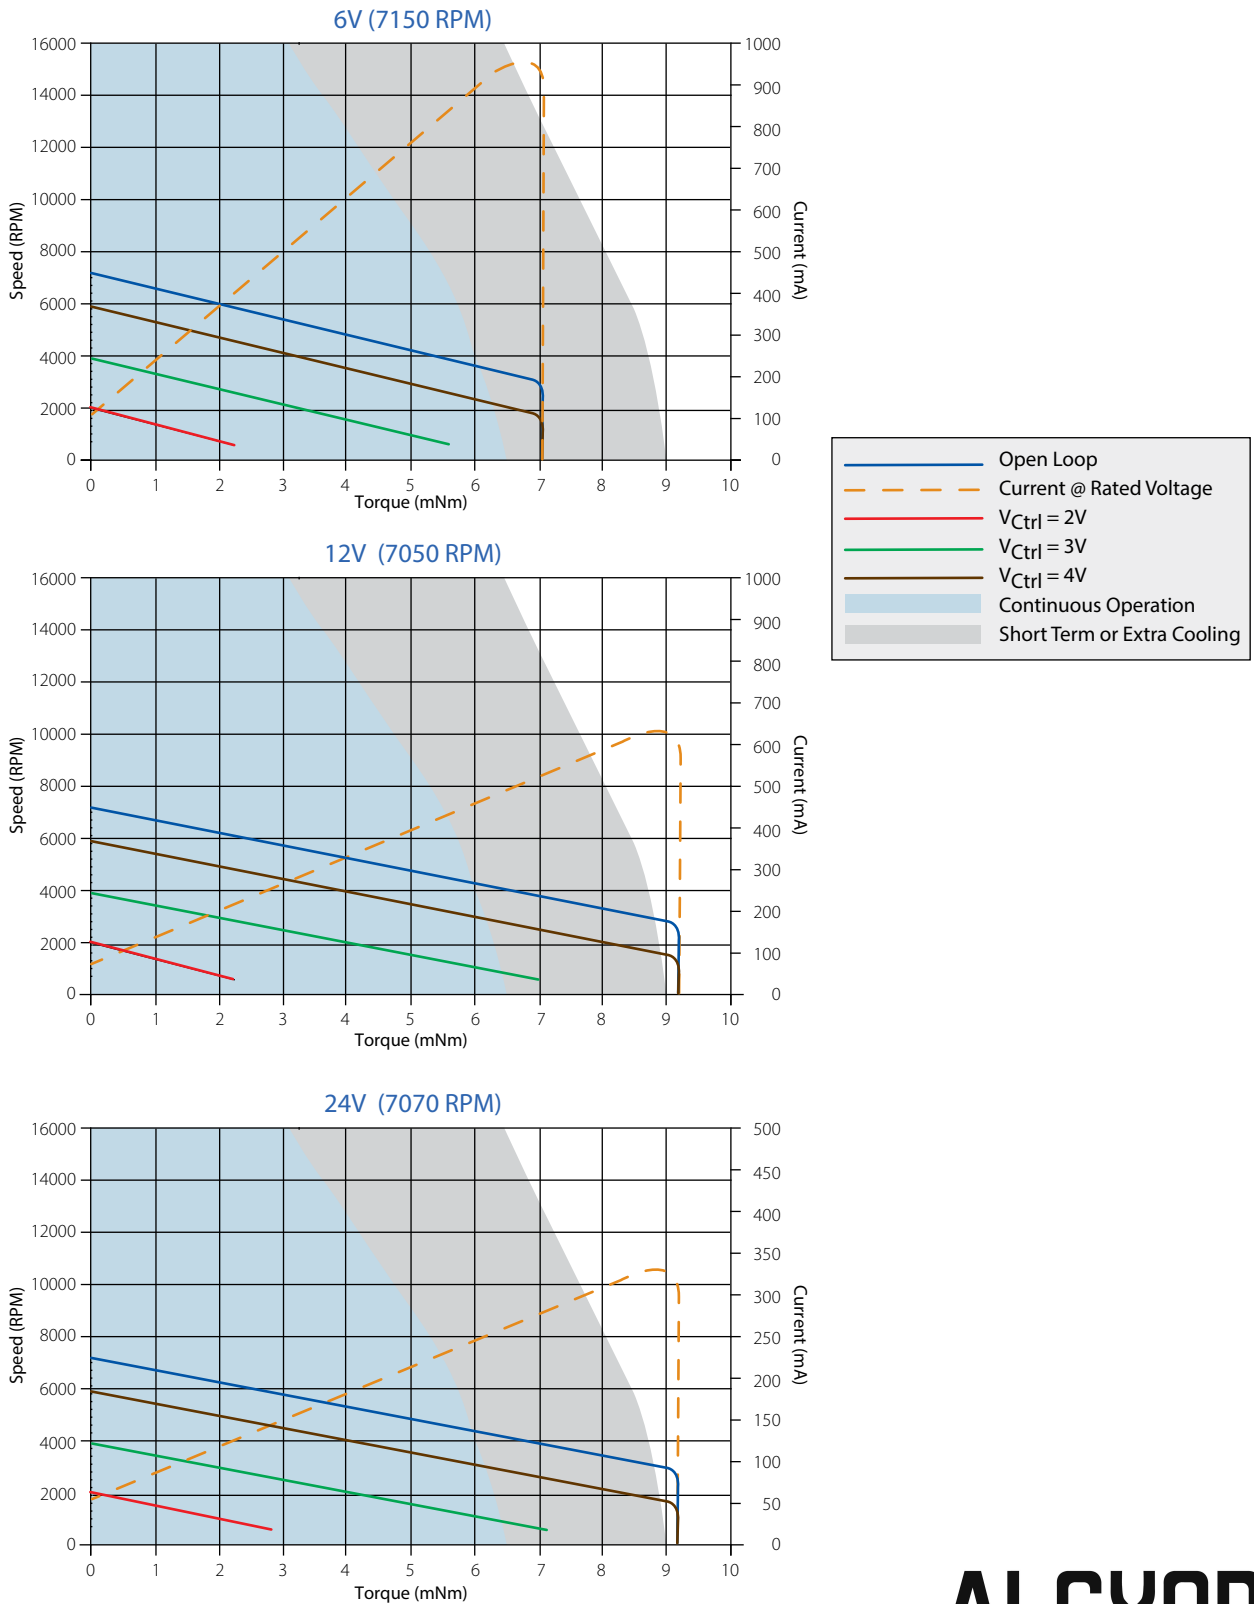 6V (7150 RPM)
16000
14000
12000
10000
8000
6000
4000
2000
0
Speed (RPM)
1000
900
800
700
600
500
400
300
200
100
0
Current (mA)
0 1 2 3 4 5 6 7 8 9 10
Torque (mNm)
Open Loop
Current @ Rated Voltage
VCtrl = 2V
VCtrl = 3V
VCtrl = 4V
Continuous Operation
Short Term or Extra Cooling
12V (7050 RPM)
16000
14000
12000
10000
8000
6000
4000
2000
0
Speed (RPM)
1000
900
800
700
600
500
400
300
200
100
0
Current (mA)
0 1 2 3 4 5 6 7 8 9 10
Torque (mNm)
24V (7070 RPM)
16000
14000
12000
10000
8000
6000
4000
2000
0
Speed (RPM)
500
450
400
350
300
250
200
150
100
50
0
Current (mA)
0 1 2 3 4 5 6 7 8 9 10
Torque (mNm)